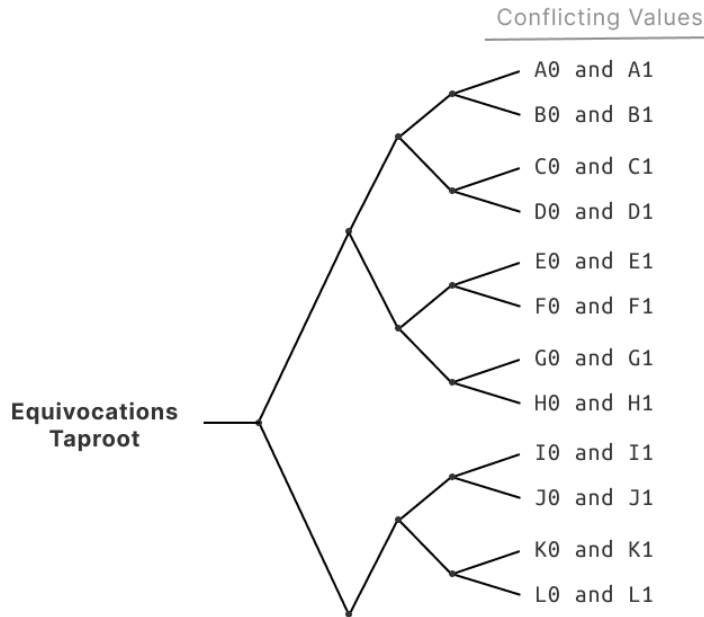 Conflicting Values
A0 and A1
B0 and B1
C0 and C1
D0 and D1
E0 and E1
F0 and F1
G0 and G1
H0 and H1
Equivocations
Taproot
I0 and I1
J0 and J1
K0 and K1
L0 and L1